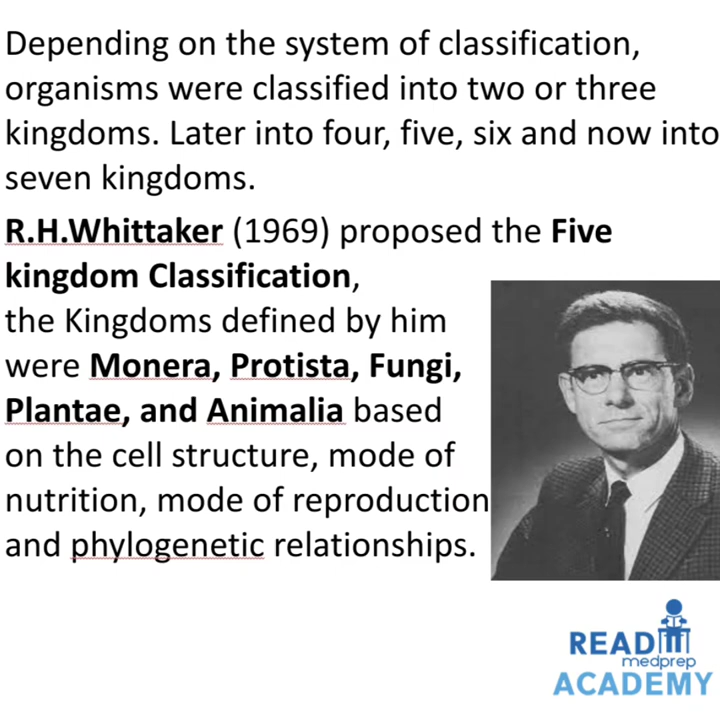 Depending on the system of classification,
organisms were classified into two or three
kingdoms. Later into four, five, six and now into
seven kingdoms.
R.H.Whittaker (1969) proposed the Five
kingdom Classification,
the Kingdoms defined by him
were Monera, Protista, Fungi,
Plantae, and Animalia based
on the cell structure, mode of
nutrition, mode of reproduction
and phylogenetic relationships.
READ
medprep
ACADEMY